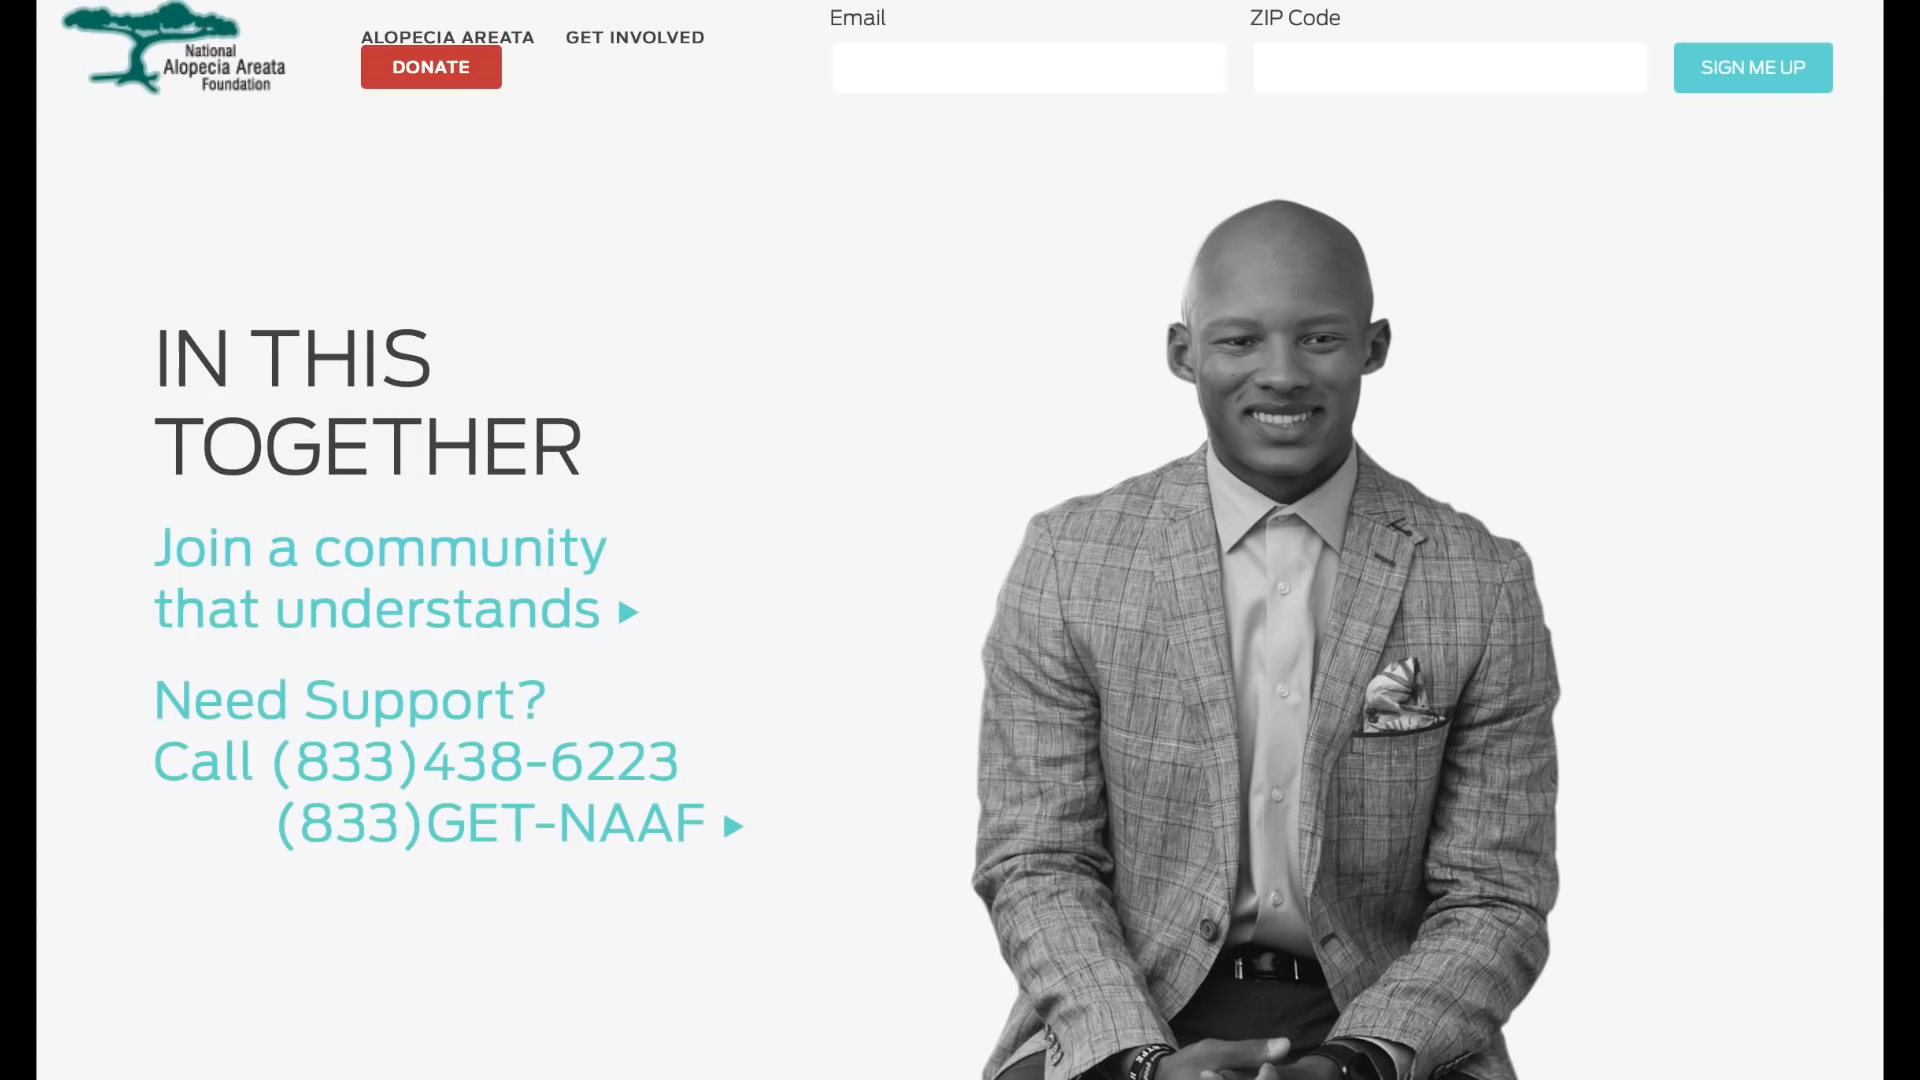 National
Alopecia Areata
Foundation
ALOPECIA AREATA
GET INVOLVED
DONATE
Email
ZIP Code
SIGN ME UP
IN THIS
TOGETHER
Join a community
that understands
Need Support?
Call (833)438-6223
(833)GET-NAAF